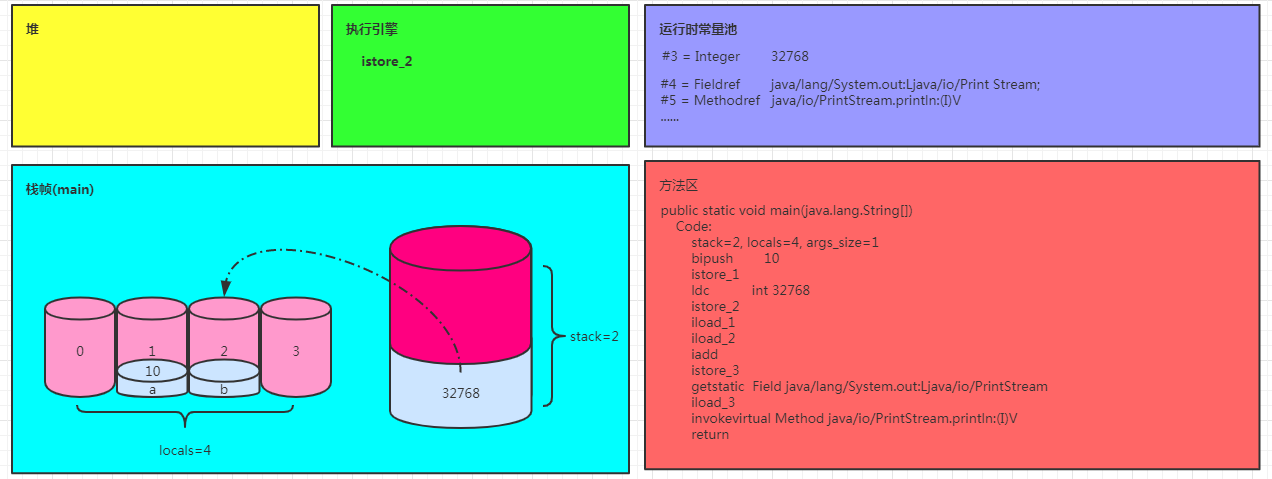 堆
执行引擎
istore_2
运行时常量池
#3 = Integer 32768
#4 = Fieldref java/lang/System.out:Ljava/io/Print Stream;
#5 = Methodref java/io/PrintStream.println:(I)V
......
栈帧(main)
0
1
2
3
10
a
b
locals=4
32768
stack=2
方法区
public static void main(java.lang.String[])
Code:
stack=2, locals=4, args_size=1
bipush 10
istore_1
ldc int 32768
istore_2
iload_1
iload_2
iadd
istore_3
getstatic Field java/lang/System.out:Ljava/io/PrintStream
iload_3
invokevirtual Method java/io/PrintStream.println:(I)V
return